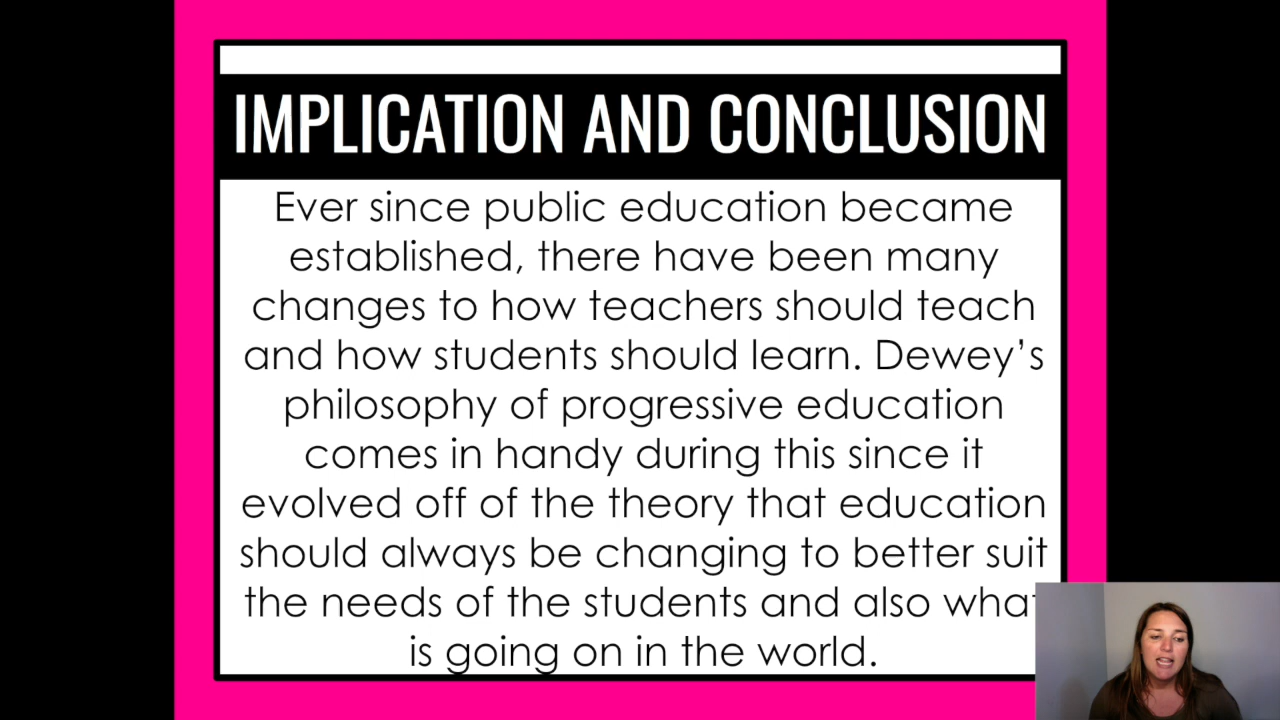 IMPLICATION AND CONCLUSION
Ever since public education became
established, there have been many
changes to how teachers should teach
and how students should learn. Dewey’s
philosophy of progressive education
comes in handy during this since it
evolved off of the theory that education
should always be changing to better suit
the needs of the students and also what
is going on in the world.